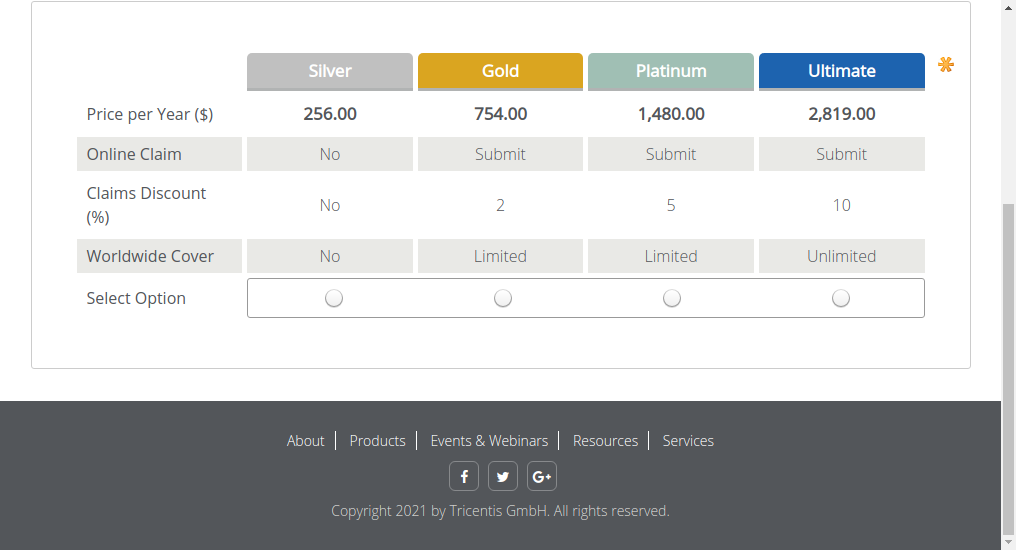 Silver Gold Platinum Ultimate
Price per Year ($) 256.00 754.00 1,480.00 2,819.00
Online Claim No Submit Submit Submit
Claims Discount
(%) No 2 5 10
Worldwide Cover No Limited Limited Unlimited
Select Option
About Products Events & Webinars Resources Services
f G+
Copyright 2021 by Tricentis GmbH. All rights reserved.